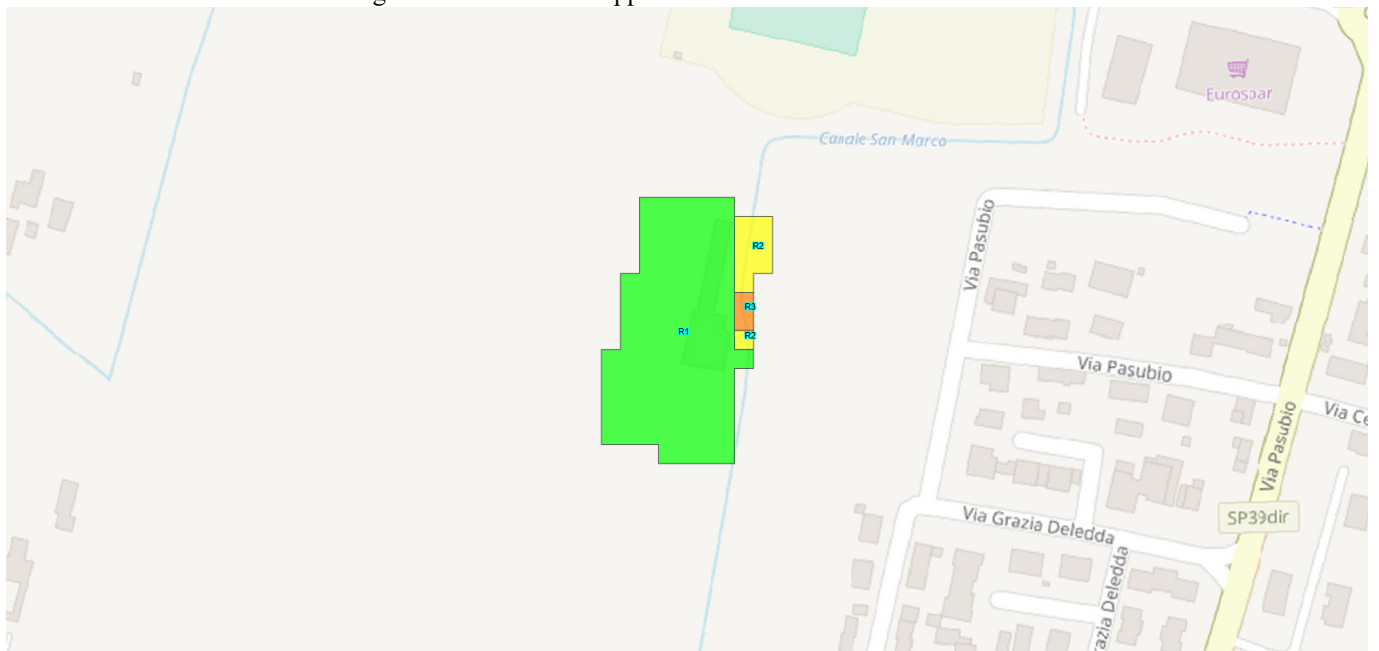 Eurospar
Canale San Marco
Via Pasubio
R2
R3
R1
R2
Via Pasubio
Via Ce
Via Pasubio
SP39dir
Via Grazia Deledda
razia Deledda